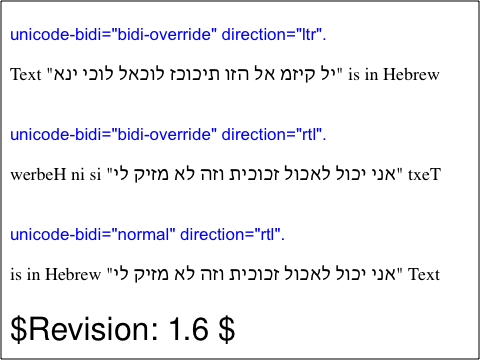 unicode-bidi="bidi-override" direction="ltr".
Text "יל קיזמ אל הזו תיכוכז לוכאל לוכי ינא" is in Hebrew
unicode-bidi="bidi-override" direction="rtl".
werbeH ni si "אני יכול לאכול זכוכית וזה לא מזיק לי" txeT
unicode-bidi="normal" direction="rtl".
is in Hebrew "אני יכול לאכול זכוכית וזה לא מזיק לי" Text
$Revision: 1.6 $